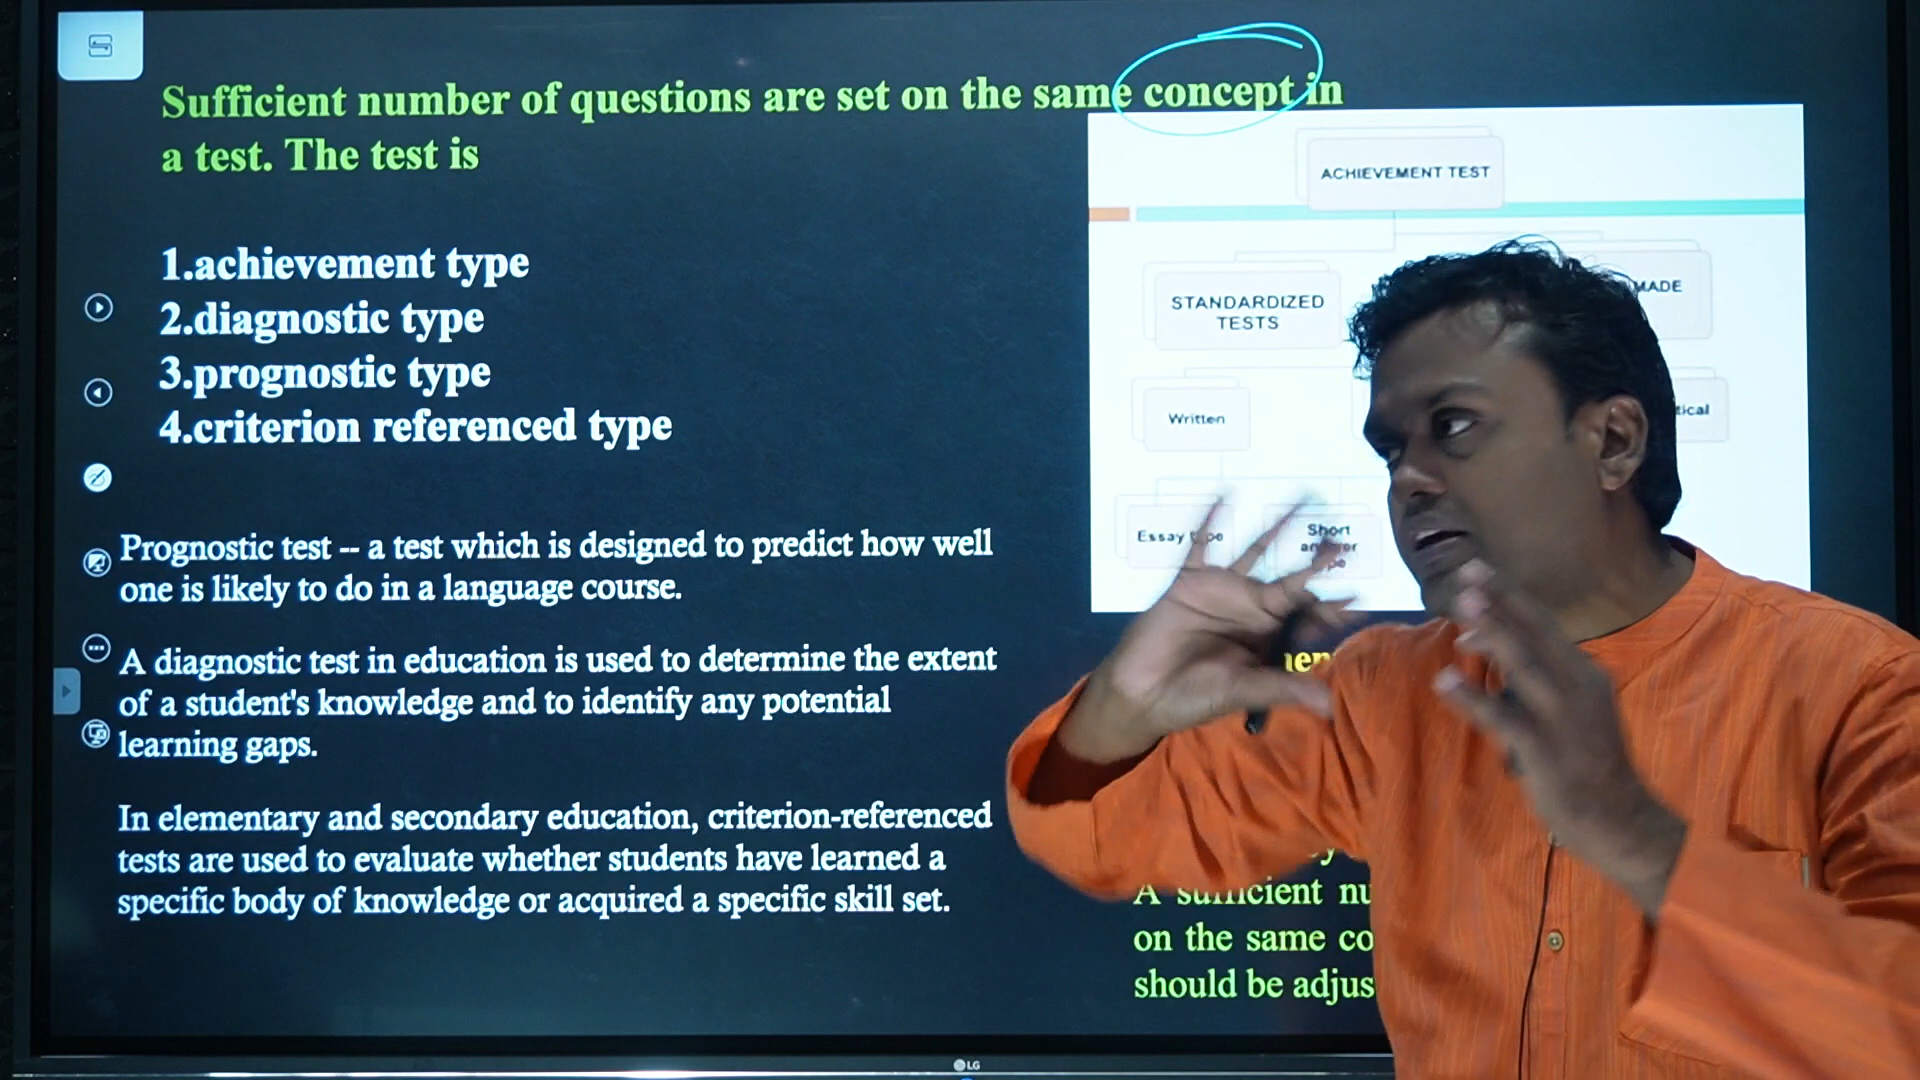 Sufficient number of questions are set on the same concept in
a test. The test is
1.achievement type
2.diagnostic type
3.prognostic type
4.criterion referenced type
Prognostic test -- a test which is designed to predict how well
one is likely to do in a language course.
A diagnostic test in education is used to determine the extent
of a student's knowledge and to identify any potential
learning gaps.
In elementary and secondary education, criterion-referenced
tests are used to evaluate whether students have learned a
specific body of knowledge or acquired a specific skill set.
ACHIEVEMENT TEST
STANDARDIZED
TESTS
MADE
Written
Essay
Short
A sufficient
on the same
should be
LG